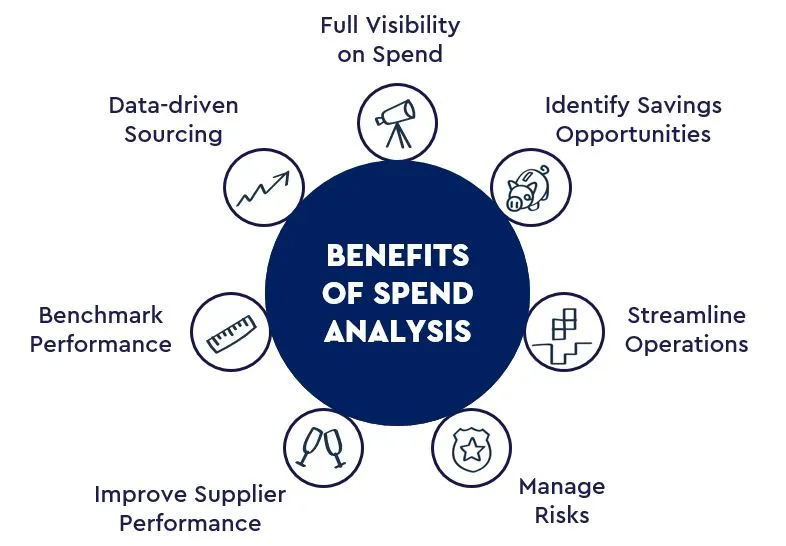 Full Visibility
on Spend
Data-driven
Sourcing
Identify Savings
Opportunities
BENEFITS
OF SPEND
ANALYSIS
Benchmark
Performance
Streamline
Operations
Improve Supplier
Performance
Manage
Risks